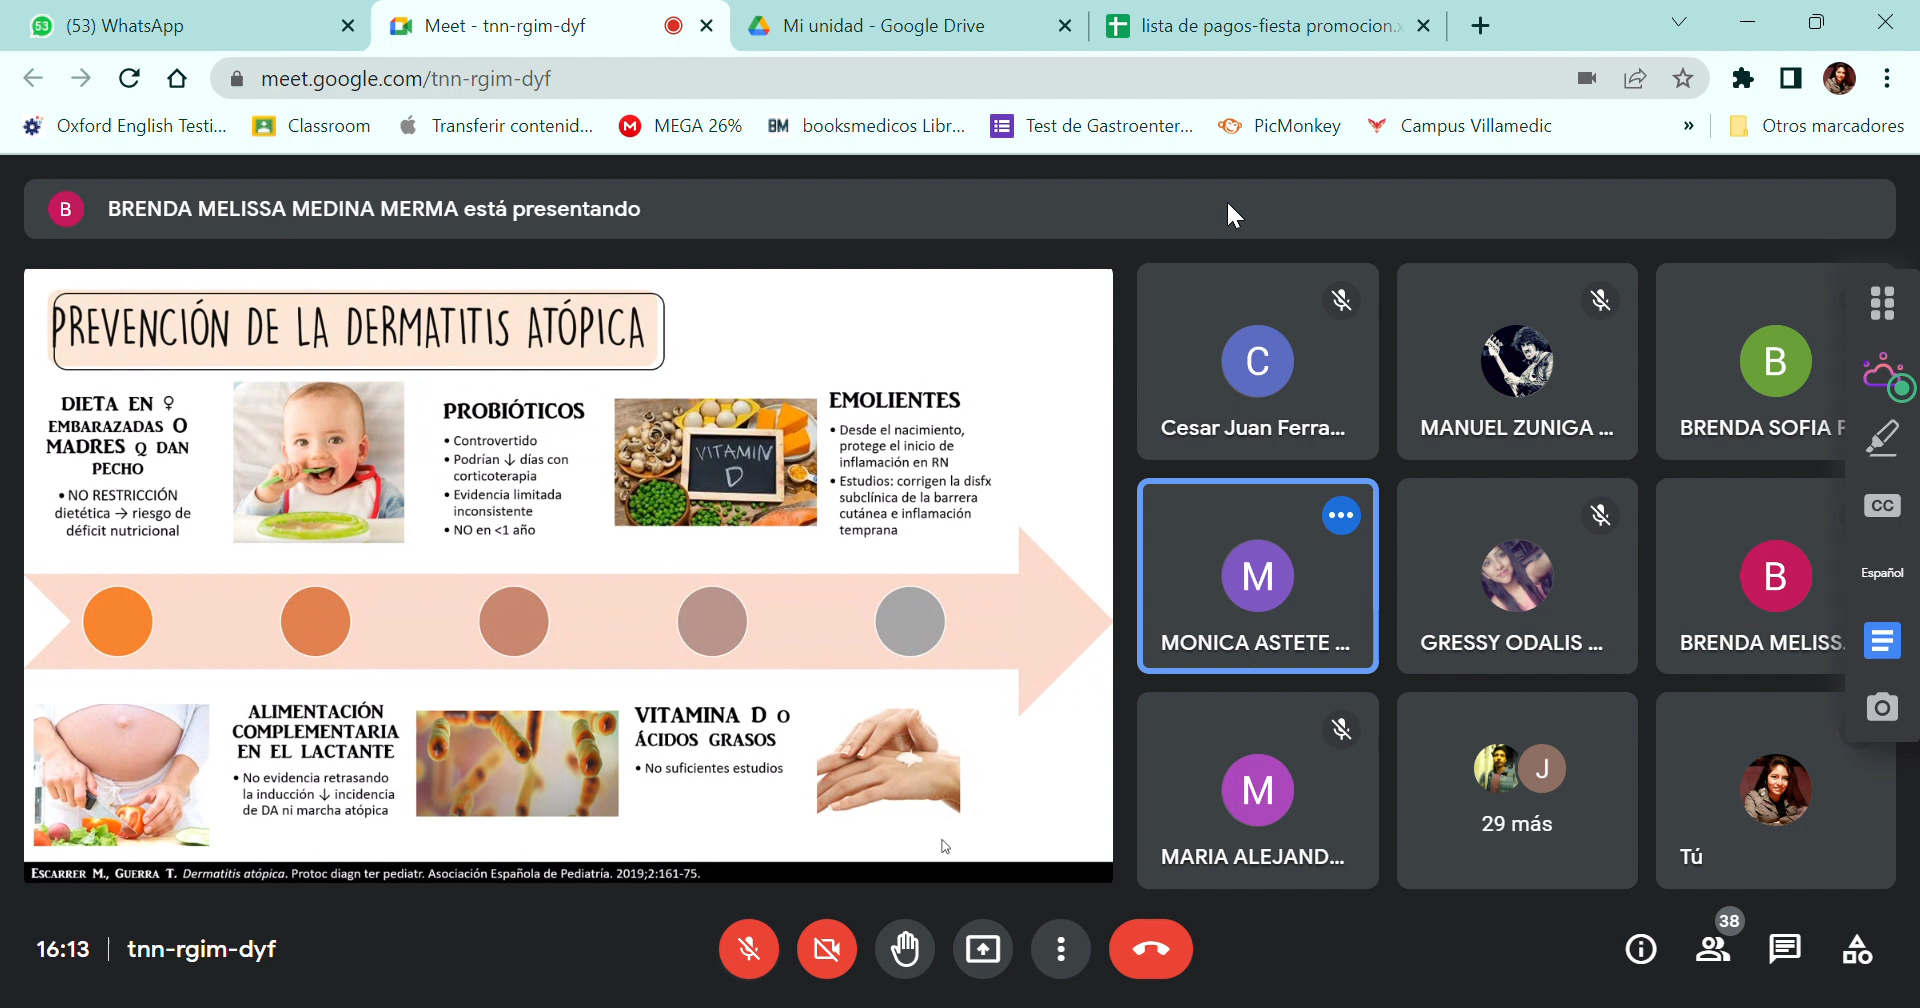 53
(53) WhatsApp
Meet - tnn-rgim-dyf
Mi unidad - Google Drive
lista de pagos-fiesta promocion.x
meet.google.com/tnn-rgim-dyf
Oxford English Testi...
Classroom
Transferir contenid...
M
MEGA 26%
BM
booksmedicos Libr...
Test de Gastroenter...
PicMonkey
Campus Villamedic
»
Otros marcadores
B
BRENDA MELISSA MEDINA MERMA está presentando
PREVENCIÓN DE LA DERMATITIS ATÓPICA
DIETA EN ♀
EMBARAZADAS O
MADRES Q DAN
PECHO
• NO RESTRICCIÓN
dietética → riesgo de
déficit nutricional
PROBIÓTICOS
• Controvertido
• Podrían ↓ días con
corticoterapia
• Evidencia limitada
inconsistente
• NO en <1 año
VITAMIN
D
EMOLIENTES
• Desde el nacimiento,
protege el inicio de
inflamación en RN
• Estudios: corrigen la disfx
subclínica de la barrera
cutánea e inflamación
temprana
ALIMENTACIÓN
COMPLEMENTARIA
EN EL LACTANTE
• No evidencia retrasando
la inducción ↓ incidencia
de DA ni marcha atópica
VITAMINA D O
ÁCIDOS GRASOS
• No suficientes estudios
ESCARRER M., GUERRA T. Dermatitis atópica. Protoc diagn ter pediatr. Asociación Española de Pediatría. 2019;2:161-75.
C
Cesar Juan Ferra...
MANUEL ZUNIGA ...
B
BRENDA SOFIA F
M
MONICA ASTETE ...
GRESSY ODALIS ...
B
BRENDA MELISS.
M
MARIA ALEJAND...
J
29 más
Tú
CC
Español
16:13
tnn-rgim-dyf
38